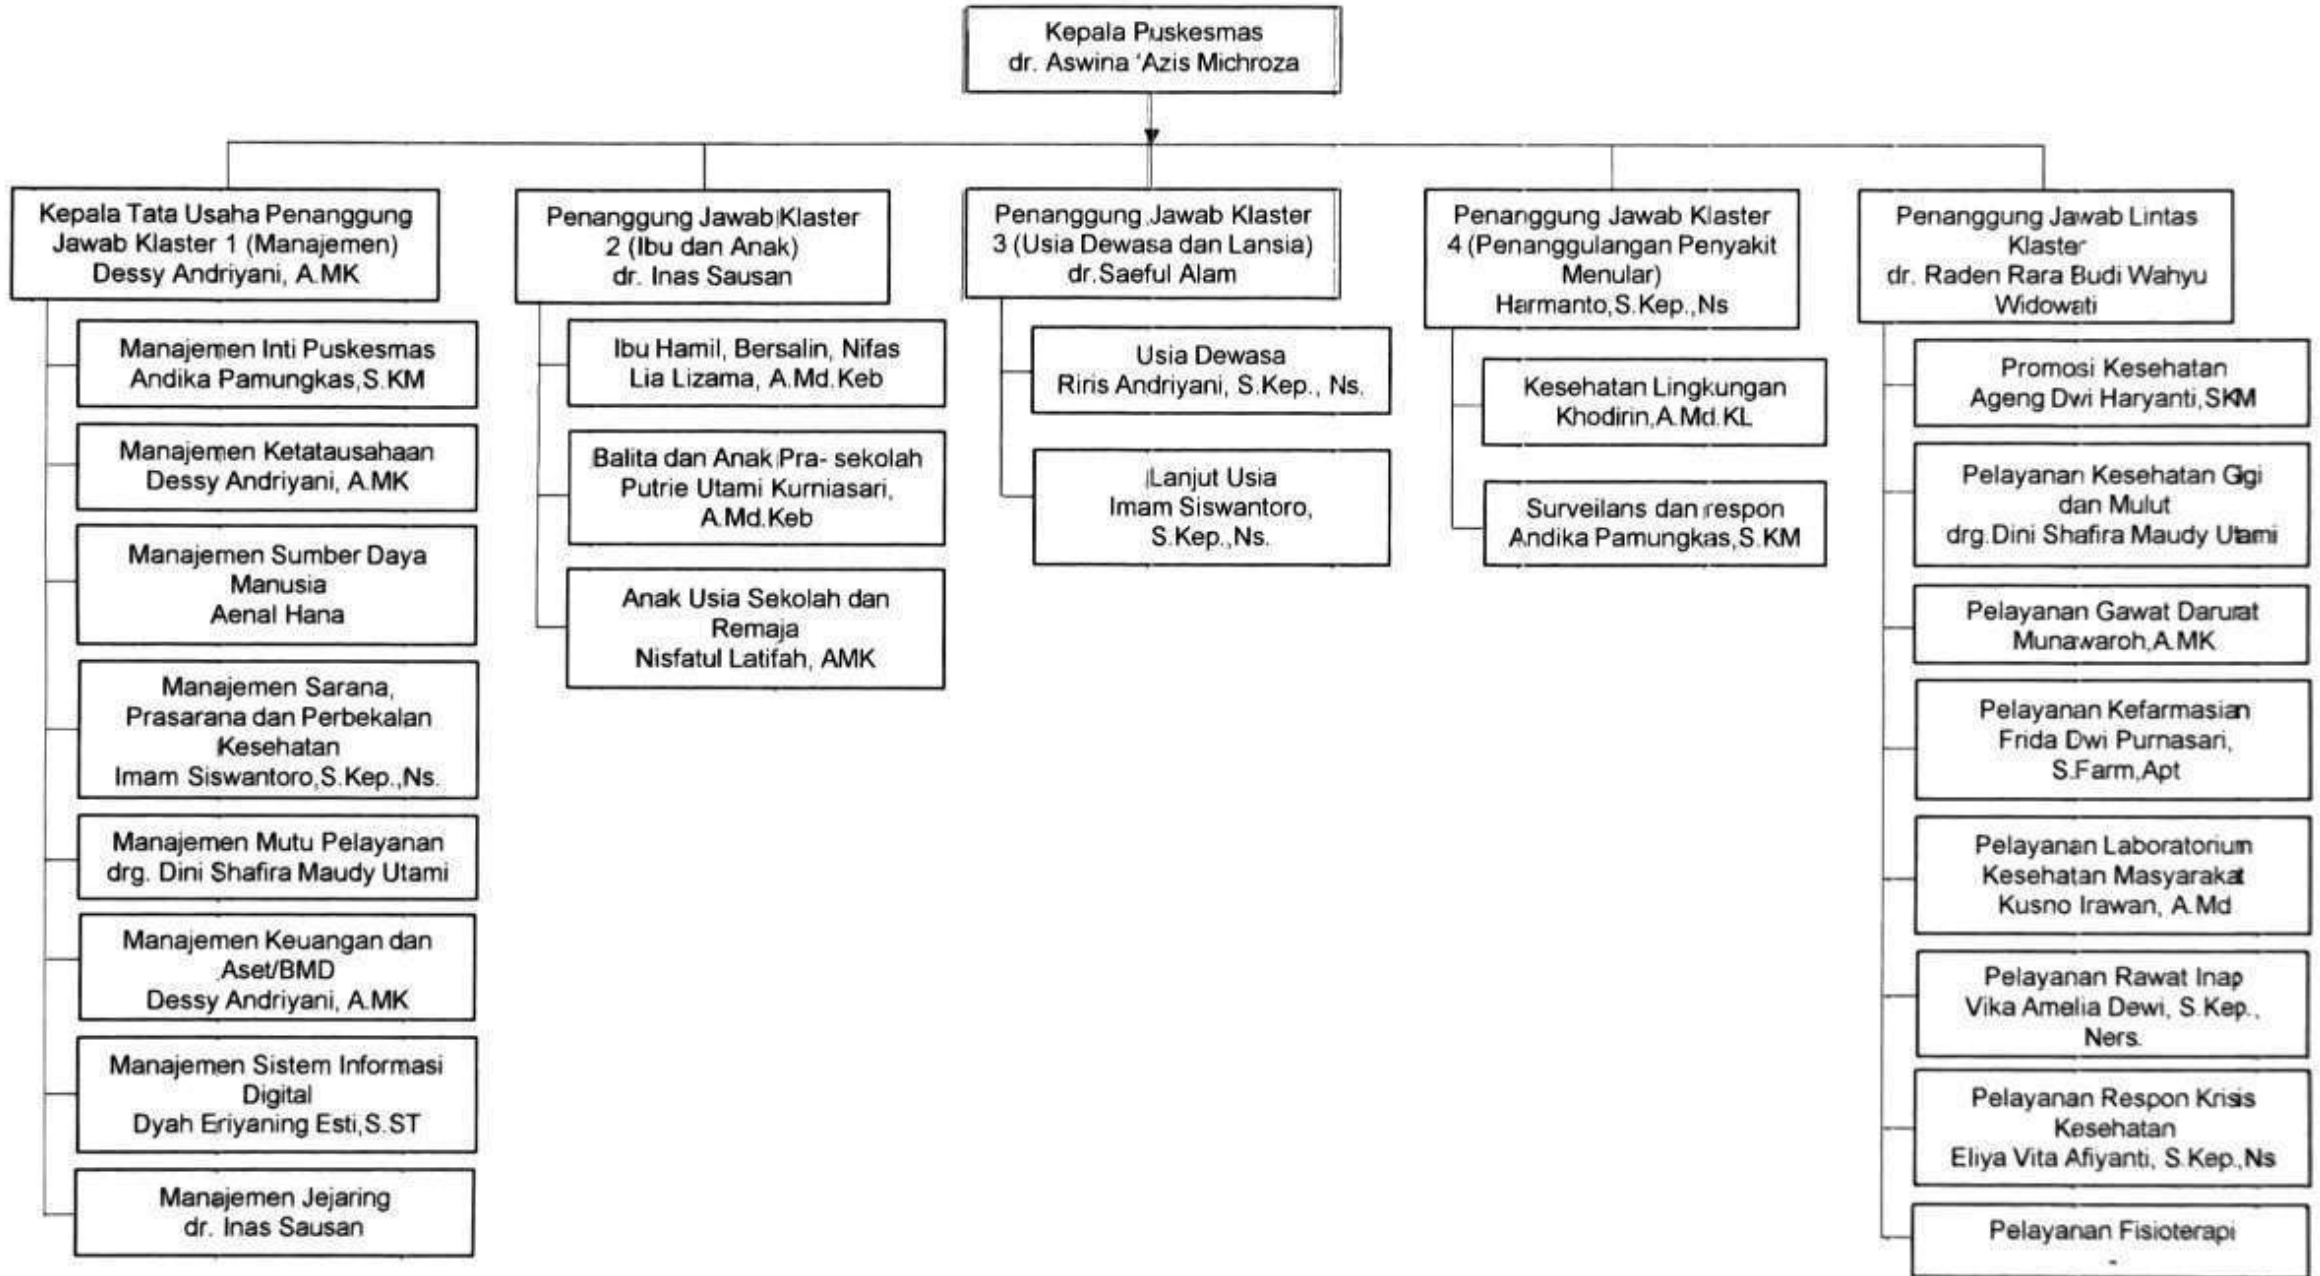 Kepala Puskesmas
dr. Aswina 'Azis Michroza
Kepala Tata Usaha Penanggung
Jawab Klaster 1 (Manajemen)
Dessy Andriyani, A.MK
Manajemen Inti Puskesmas
Andika Pamungkas,S.KM
Manajemen Ketatausahaan
Dessy Andriyani, A.MK
Manajemen Sumber Daya
Manusia
Aenal Hana
Manajemen Sarana,
Prasarana dan Perbekalan
Kesehatan
Imam Siswantoro,S.Kep.,Ns.
Manajemen Mutu Pelayanan
drg. Dini Shafira Maudy Utami
Manajemen Keuangan dan
Aset/BMD
Dessy Andriyani, A.MK
Manajemen Sistem Informasi
Digital
Dyah Eriyaning Esti,S.ST
Manajemen Jejaring
dr. Inas Sausan
Penanggung Jawab Klaster
2 (Ibu dan Anak)
dr. Inas Sausan
Ibu Hamil, Bersalin, Nifas
Lia Lizama, A.Md.Keb
Balita dan Anak Pra- sekolah
Putrie Utami Kurniasari,
A.Md.Keb
Anak Usia Sekolah dan
Remaja
Nisfatul Latifah, AMK
Penanggung Jawab Klaster
3 (Usia Dewasa dan Lansia)
dr.Saeful Alam
Usia Dewasa
Riris Andriyani, S.Kep., Ns.
Lanjut Usia
Imam Siswantoro,
S.Kep.,Ns.
Penanggung Jawab Klaster
4 (Penanggulangan Penyakit
Menular)
Harmanto,S.Kep.,Ns
Kesehatan Lingkungan
Khodirin,A.Md.KL
Surveilans dan respon
Andika Pamungkas,S.KM
Penanggung Jawab Lintas
Klaster
dr. Raden Rara Budi Wahyu
Widowati
Promosi Kesehatan
Ageng Dwi Haryanti,SKM
Pelayanan Kesehatan Gigi
dan Mulut
drg.Dini Shafira Maudy Utami
Pelayanan Gawat Darurat
Munawaroh,A.MK
Pelayanan Kefarmasian
Frida Dwi Purnasari,
S.Farm,Apt
Pelayanan Laboratorium
Kesehatan Masyarakat
Kusno Irawan, A.Md
Pelayanan Rawat Inap
Vika Amelia Dewi, S.Kep.,
Ners.
Pelayanan Respon Krisis
Kesehatan
Eliya Vita Afiyanti, S.Kep.,Ns
Pelayanan Fisioterapi
-